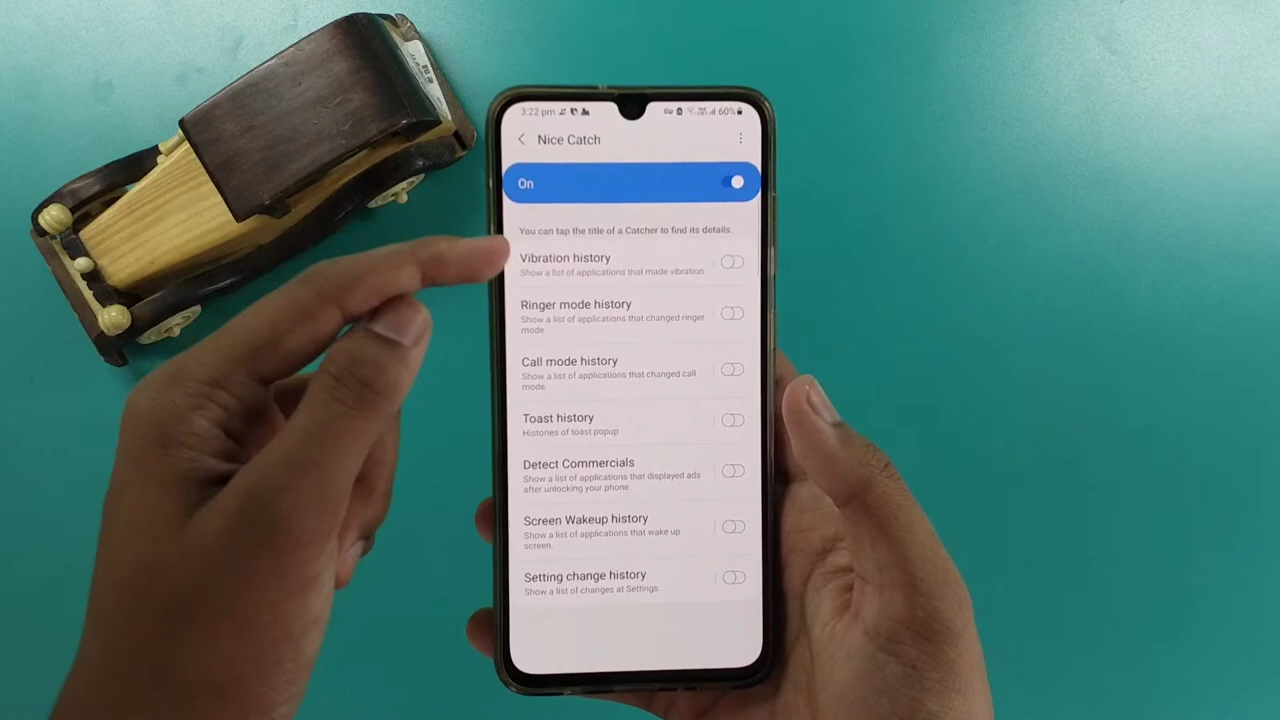 3:22 pm 60%
Nice Catch
On
You can tap the title of a Catcher to find its details.
Vibration history
Show a list of applications that made vibration
Ringer mode history
Show a list of applications that changed ringer
mode.
Call mode history
Show a list of applications that changed call
mode.
Toast history
Histories of toast popup
Detect Commercials
Show a list of applications that displayed ads
after unlocking your phone.
Screen Wakeup history
Show a list of applications that wake up
screen.
Setting change history
Show a list of changes at Settings.